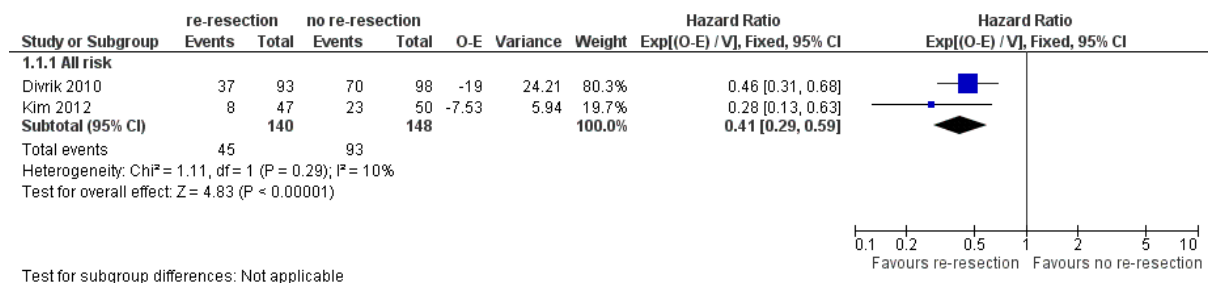 re-resection no re-resection Hazard Ratio Hazard Ratio
Study or Subgroup Events Total Events Total O-E Variance Weight Exp[(O-E) / V], Fixed, 95% CI Exp[(O-E) / V], Fixed, 95% CI
1.1.1 All risk
Divrik 2010 37 93 70 98 -19 24.21 80.3% 0.46 [0.31, 0.68]
Kim 2012 8 47 23 50 -7.53 5.94 19.7% 0.28 [0.13, 0.63]
Subtotal (95% CI) 140 148 100.0% 0.41 [0.29, 0.59]
Total events 45 93
Heterogeneity: Chi² = 1.11, df = 1 (P = 0.29); I² = 10%
Test for overall effect: Z = 4.83 (P < 0.00001)
0.1 0.2 0.5 1 2 5 10
Favours re-resection Favours no re-resection
Test for subgroup differences: Not applicable